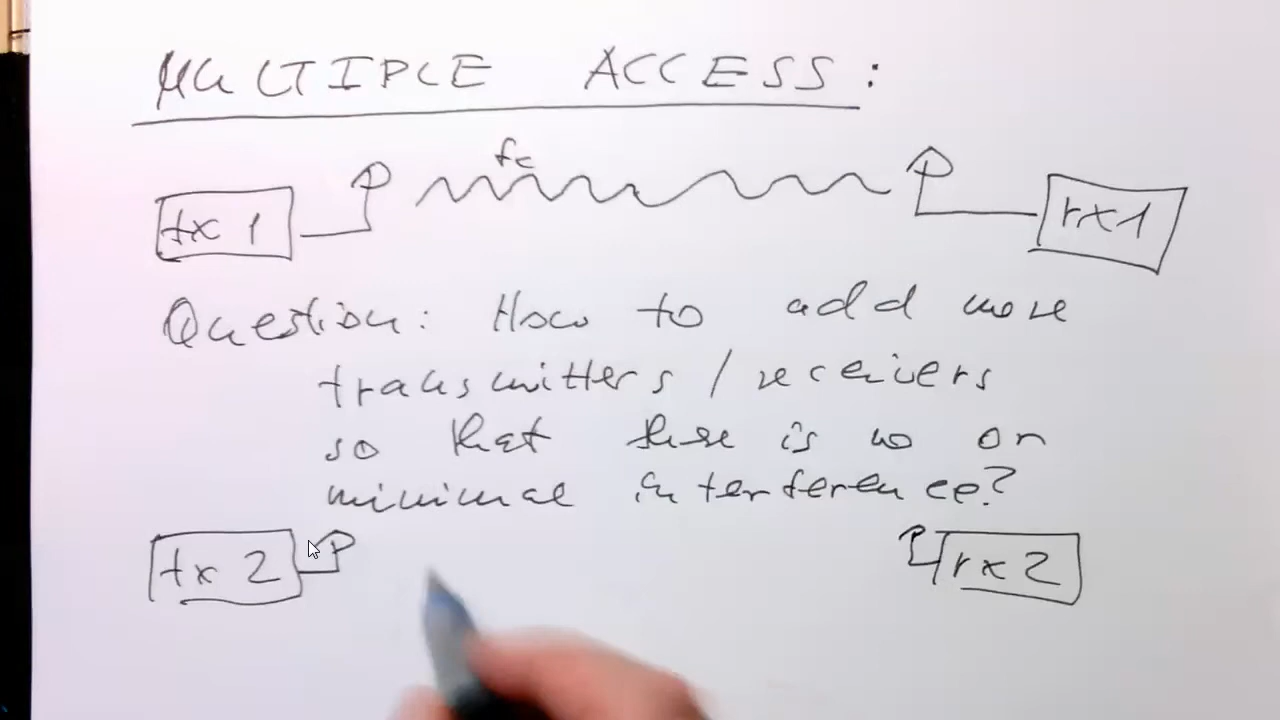 MULTIPLE ACCESS:
fc
tx 1
rx1
Question: How to add more
transmitters / receivers
so that there is no or
minimal interference?
tx 2
rx 2